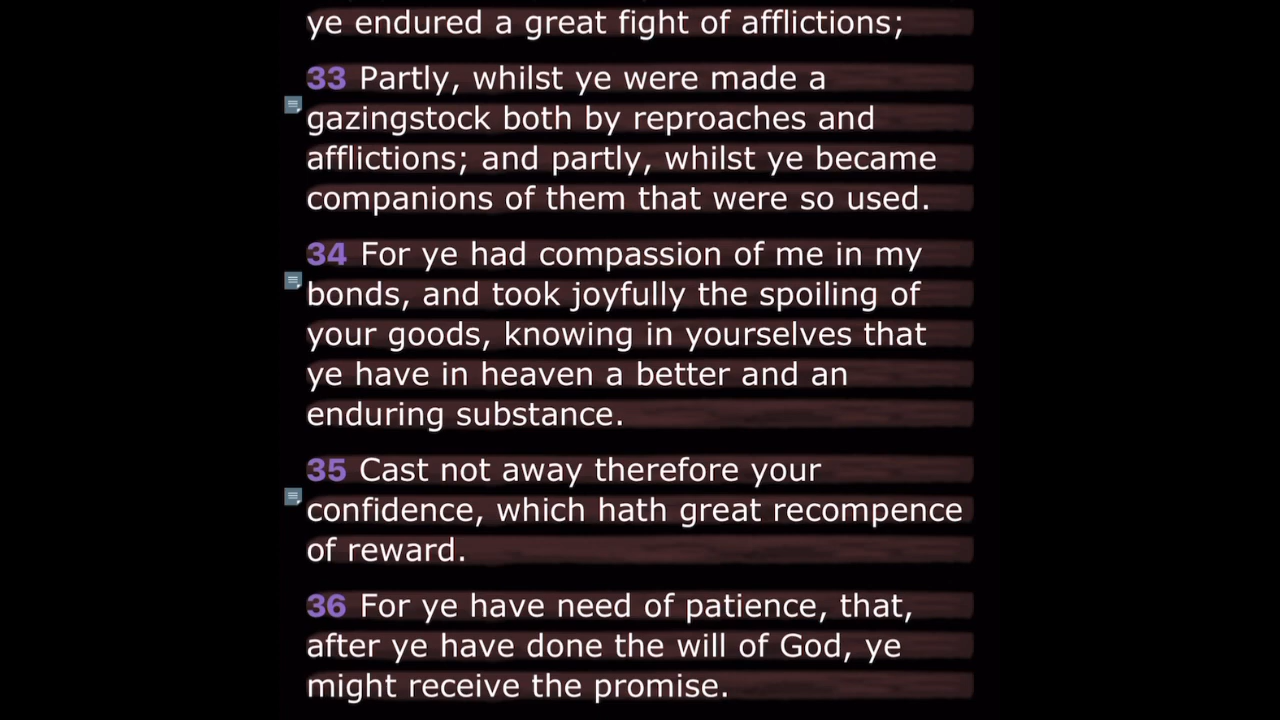 ye endured a great fight of afflictions;
33 Partly, whilst ye were made a
gazingstock both by reproaches and
afflictions; and partly, whilst ye became
companions of them that were so used.
34 For ye had compassion of me in my
bonds, and took joyfully the spoiling of
your goods, knowing in yourselves that
ye have in heaven a better and an
enduring substance.
35 Cast not away therefore your
confidence, which hath great recompence
of reward.
36 For ye have need of patience, that,
after ye have done the will of God, ye
might receive the promise.